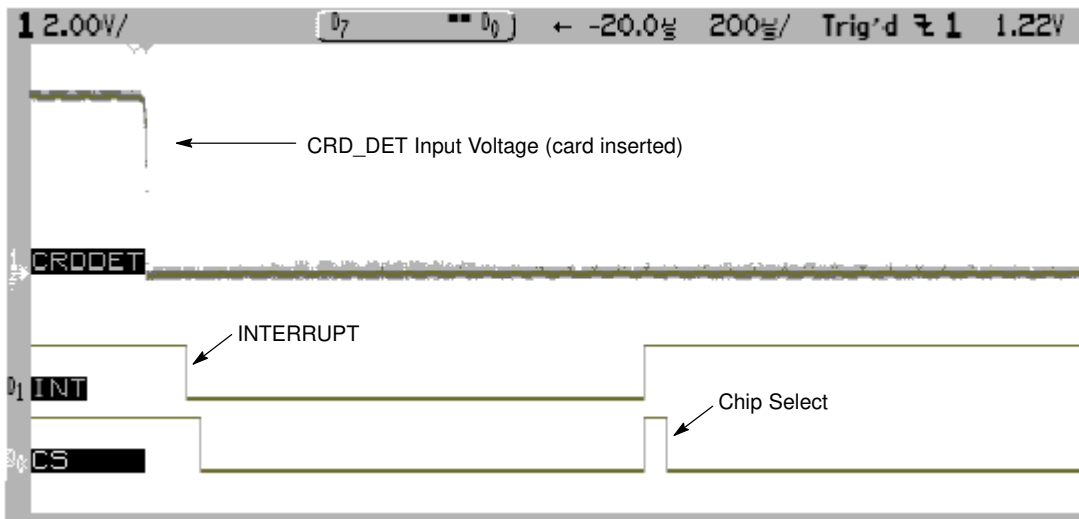 1 2.00V/ D7 D0 ← -20.0㎲ 200㎲/ Trig'd 1 1.22V
CRD_DET Input Voltage (card inserted)
CRDDET
INTERRUPT
D1 INT
Chip Select
CS